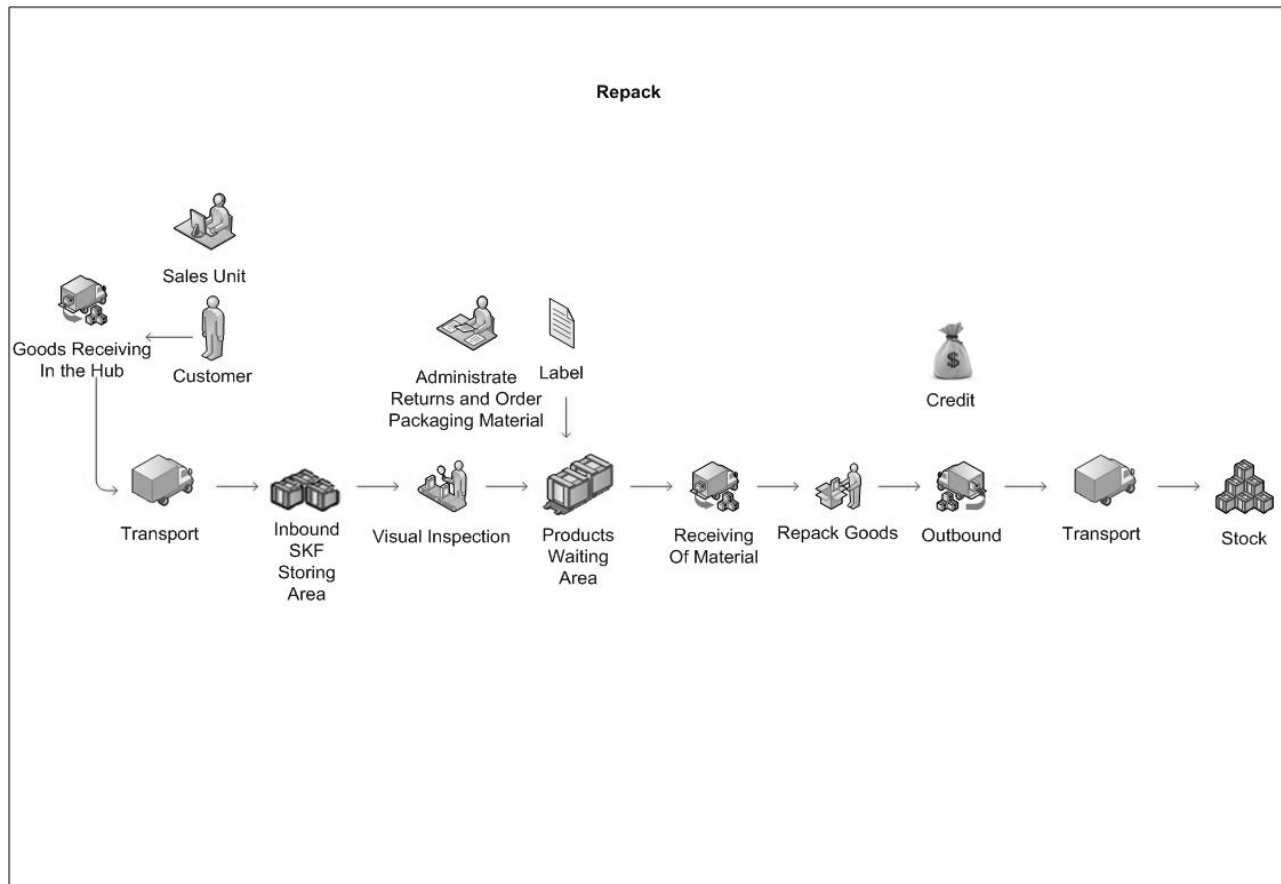 Repack
Sales Unit
Goods Receiving
In the Hub
Customer
Administrate
Returns and Order
Packaging Material
Label
Credit
Transport
Inbound
SKF
Storing
Area
Visual Inspection
Products
Waiting
Area
Receiving
Of Material
Repack Goods
Outbound
Transport
Stock
$